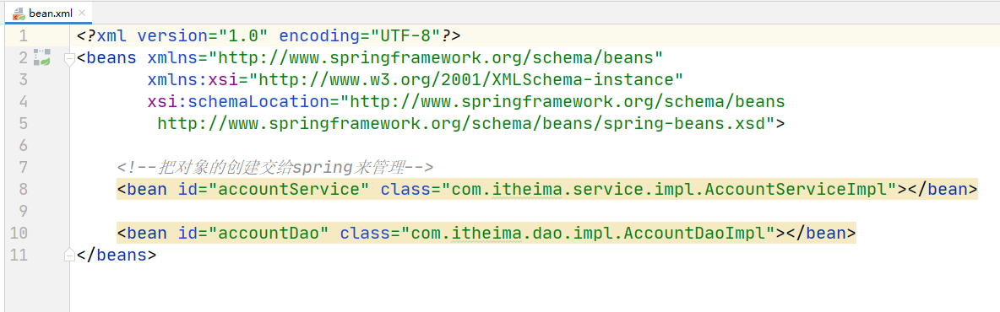 bean.xml
1 <?xml version="1.0" encoding="UTF-8"?>
2 <beans xmlns="http://www.springframework.org/schema/beans"
3 xmlns:xsi="http://www.w3.org/2001/XMLSchema-instance"
4 xsi:schemaLocation="http://www.springframework.org/schema/beans
5 http://www.springframework.org/schema/beans/spring-beans.xsd">
6
7 <!--把对象的创建交给spring来管理-->
8 <bean id="accountService" class="com.itheima.service.impl.AccountServiceImpl"></bean>
9
10 <bean id="accountDao" class="com.itheima.dao.impl.AccountDaoImpl"></bean>
11 </beans>